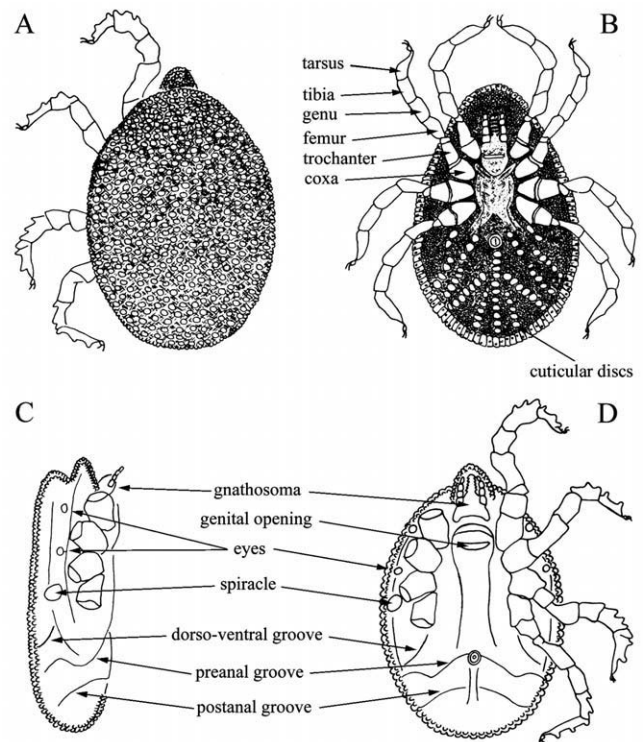 A
B
tarsus
tibia
genu
femur
trochanter
coxa
cuticular discs
C
D
gnathosoma
genital opening
eyes
spiracle
dorso-ventral groove
preanal groove
postanal groove